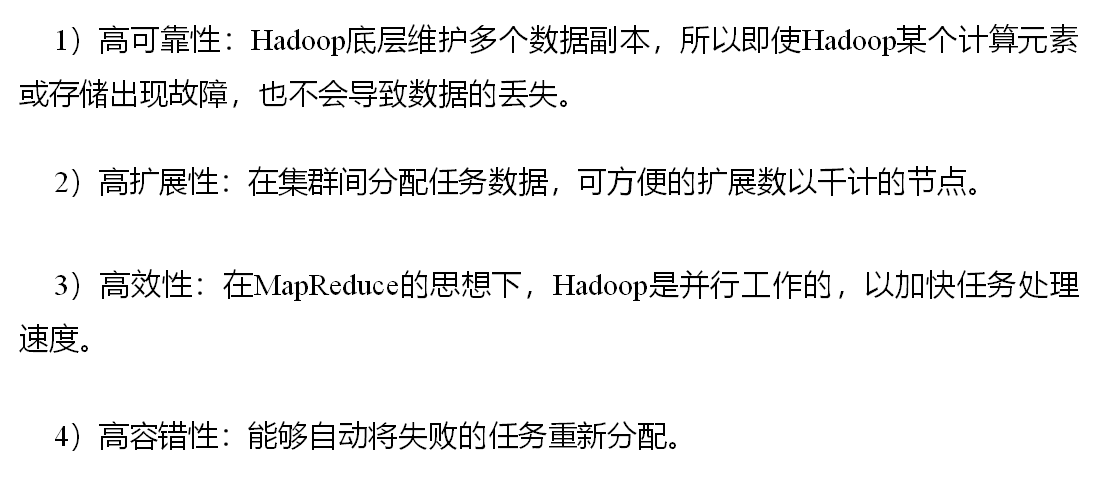 1）高可靠性：Hadoop底层维护多个数据副本，所以即使Hadoop某个计算元素
或存储出现故障，也不会导致数据的丢失。
2）高扩展性：在集群间分配任务数据，可方便的扩展数以千计的节点。
3）高效性：在MapReduce的思想下，Hadoop是并行工作的，以加快任务处理
速度。
4）高容错性：能够自动将失败的任务重新分配。